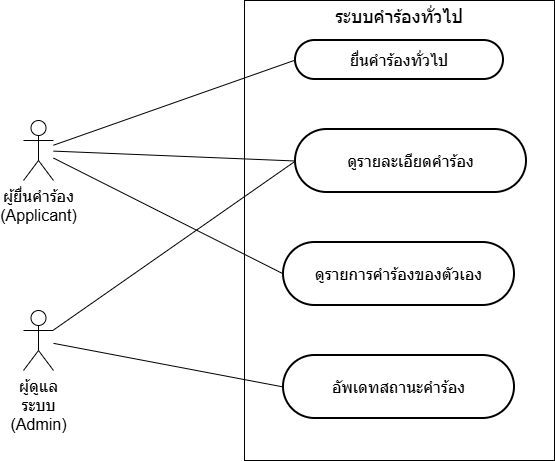 ระบบคำร้องทั่วไป
ยื่นคำร้องทั่วไป
ดูรายละเอียดคำร้อง
ผู้ยื่นคำร้อง
(Applicant)
ดูรายการคำร้องของตัวเอง
อัพเดทสถานะคำร้อง
ผู้ดูแล
ระบบ
(Admin)